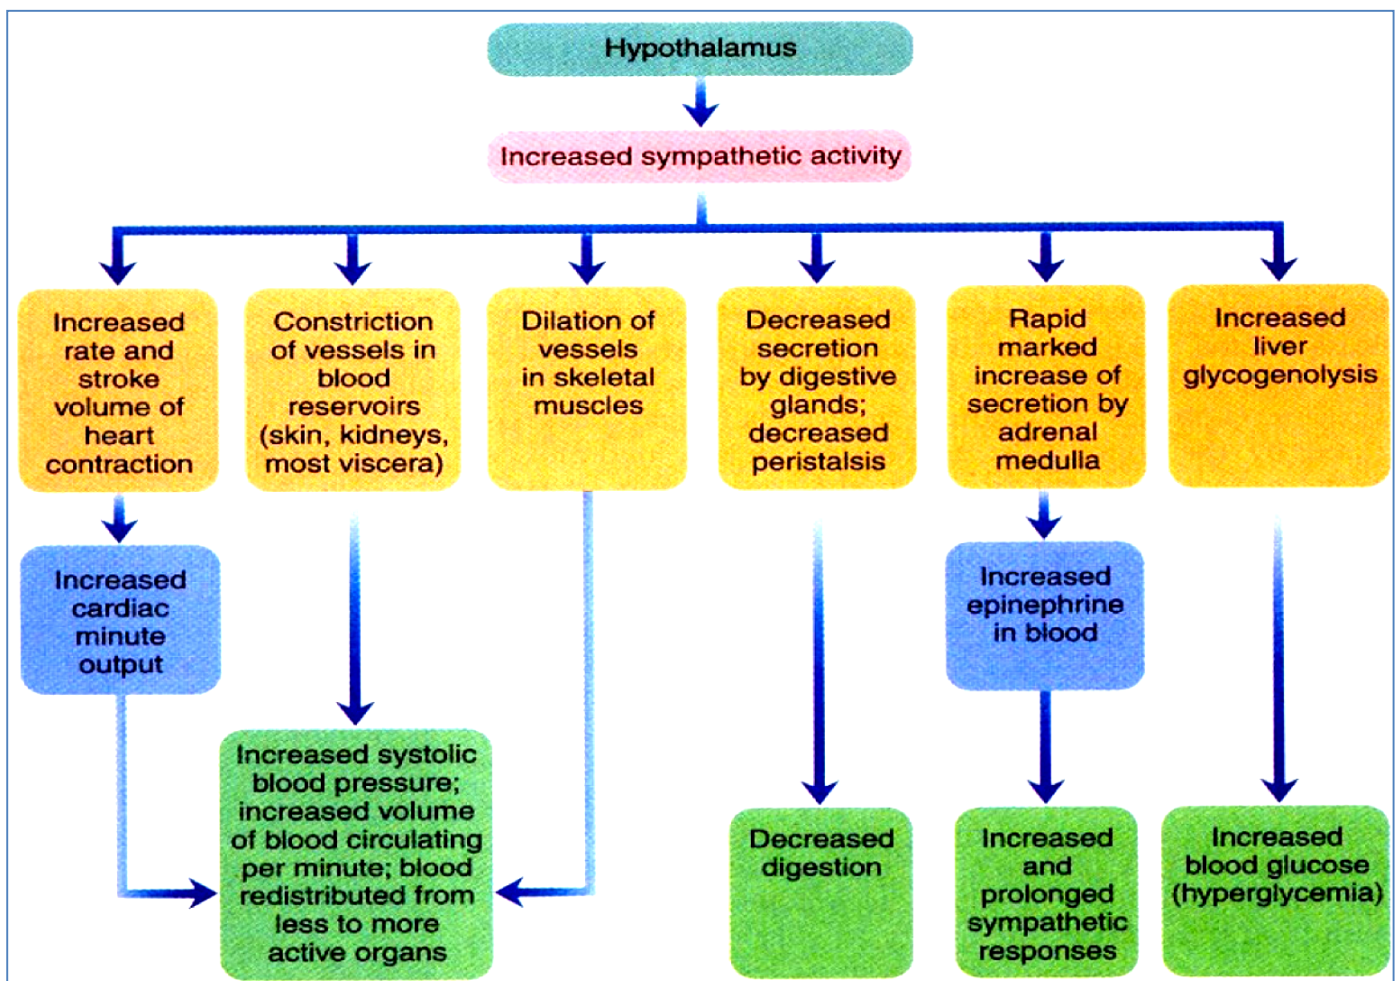 Hypothalamus
Increased sympathetic activity
Increased
rate and
stroke
volume of
heart
contraction
Constriction
of vessels in
blood
reservoirs
(skin, kidneys,
most viscera)
Dilation of
vessels
in skeletal
muscles
Decreased
secretion
by digestive
glands;
decreased
peristalsis
Rapid
marked
increase of
secretion by
adrenal
medulla
Increased
liver
glycogenolysis
Increased
cardiac
minute
output
Increased
epinephrine
in blood
Increased systolic
blood pressure;
increased volume
of blood circulating
per minute; blood
redistributed from
less to more
active organs
Decreased
digestion
Increased
and
prolonged
sympathetic
responses
Increased
blood glucose
(hyperglycemia)